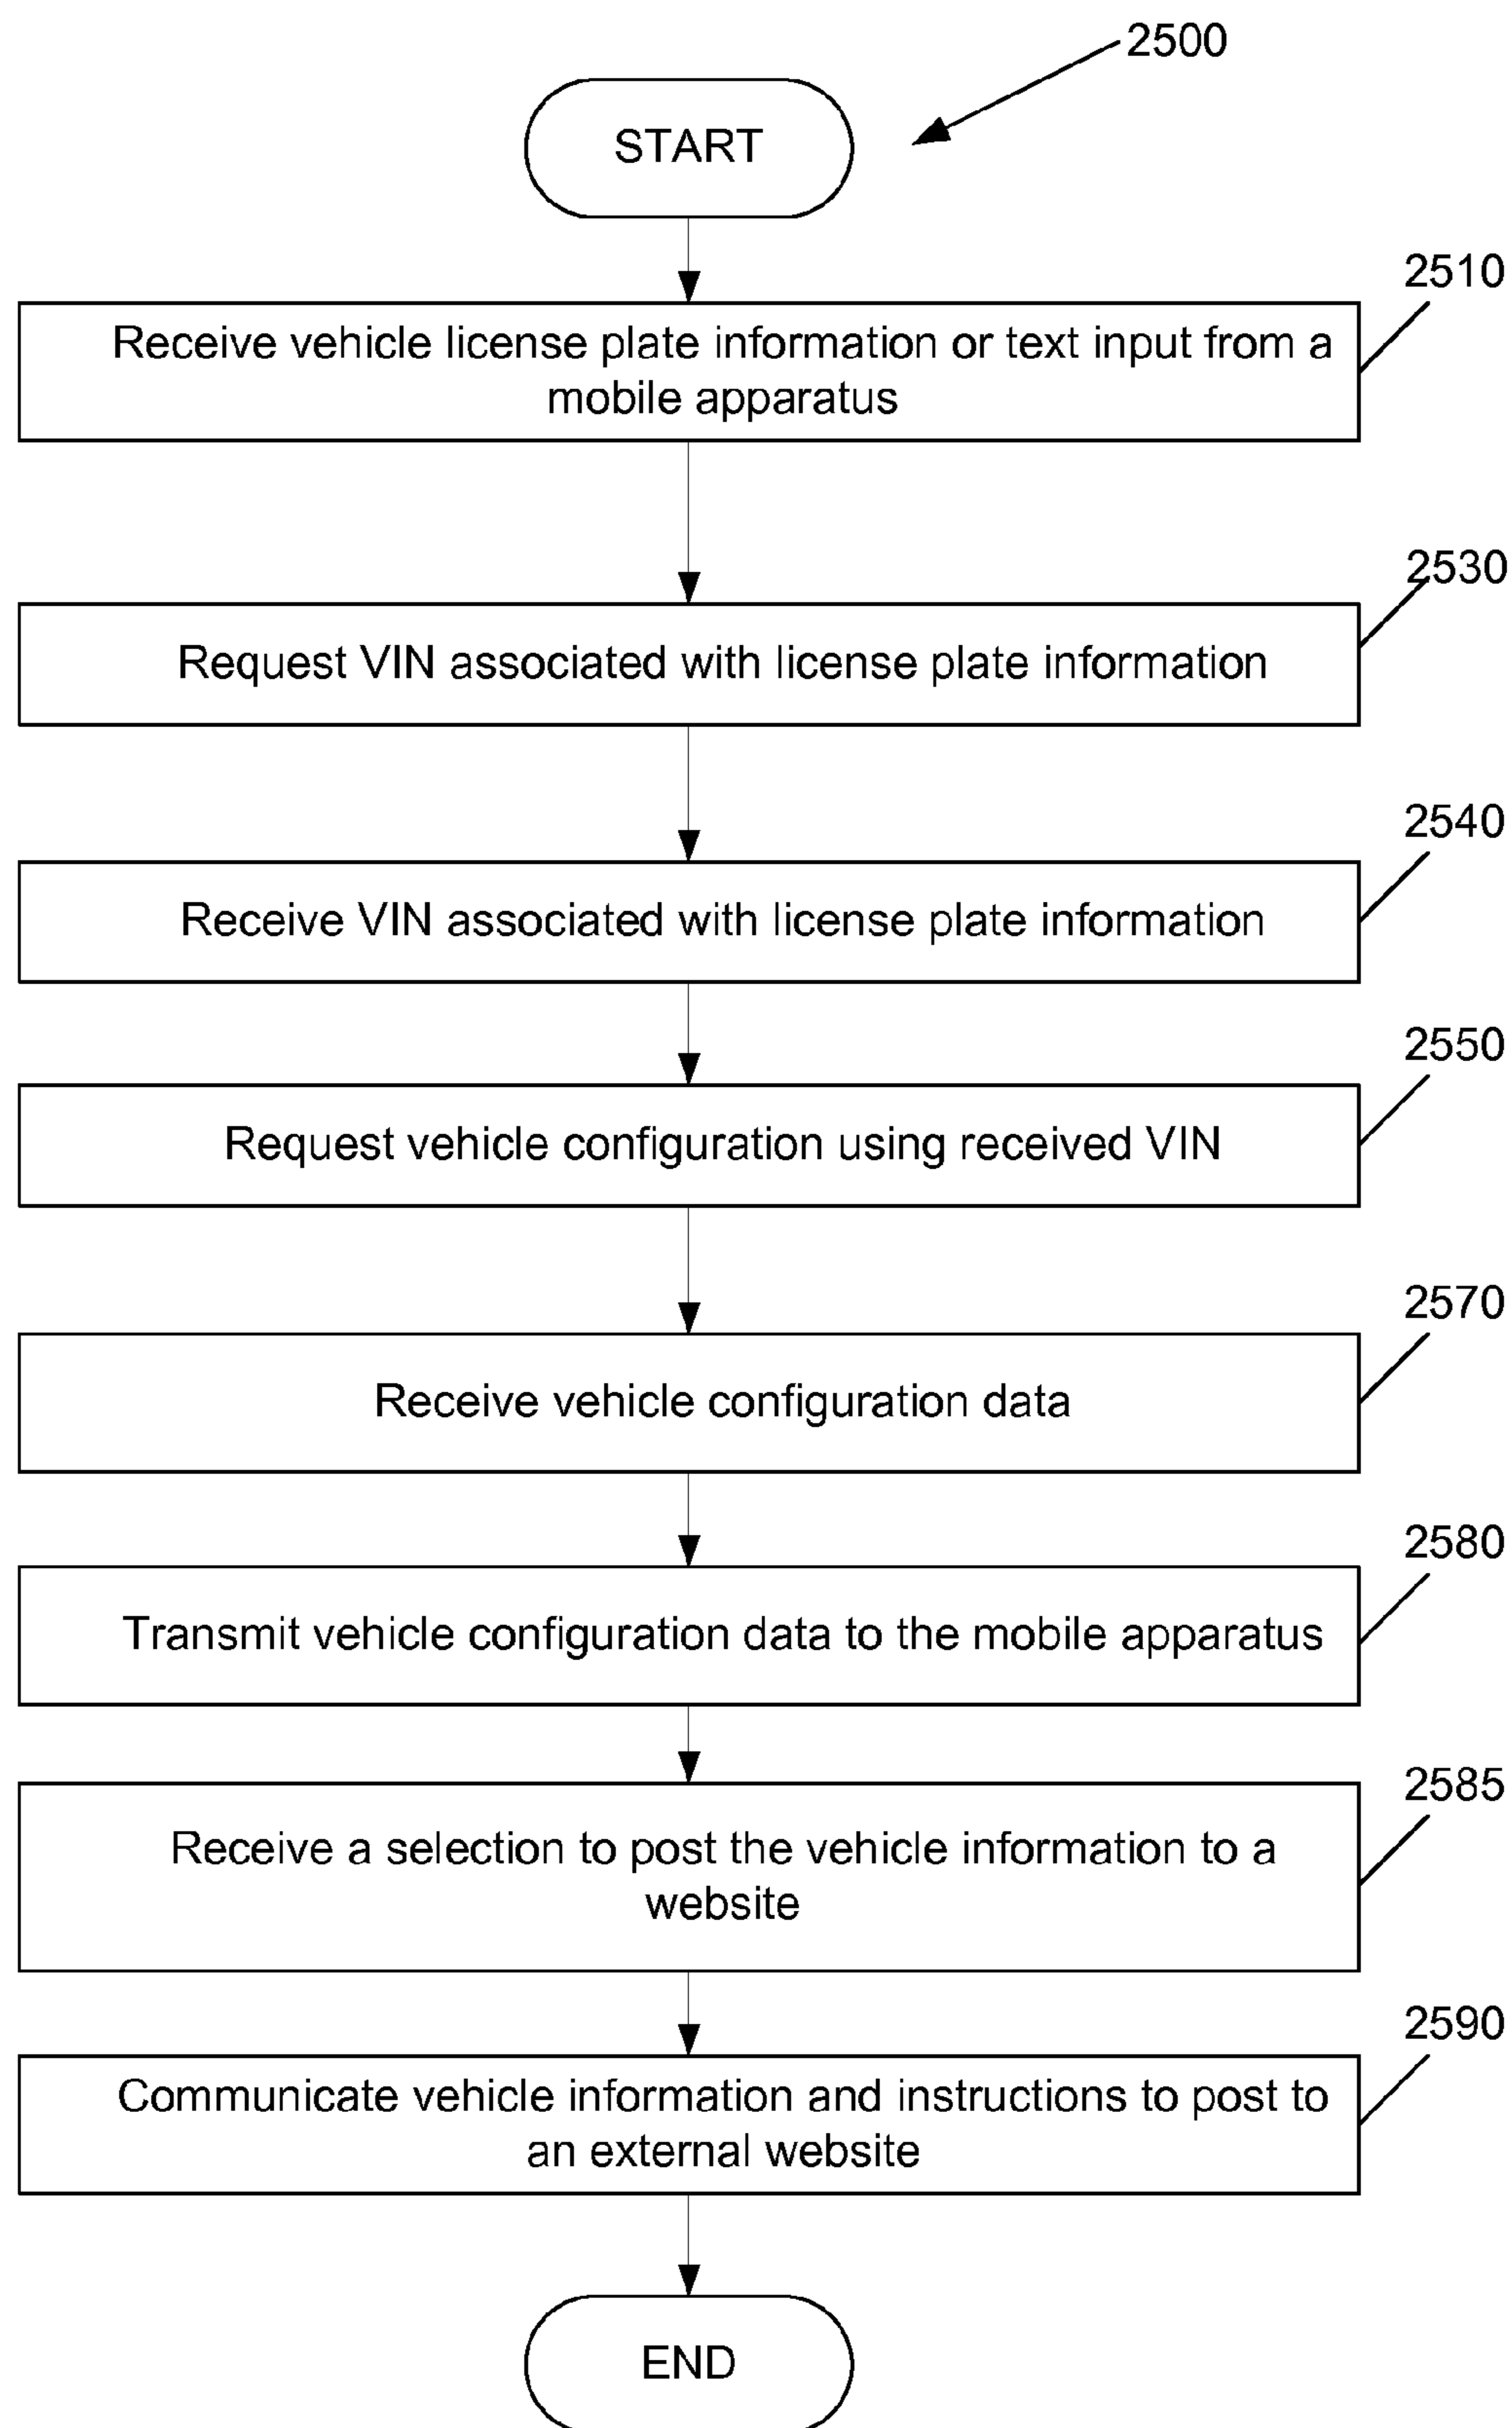 2500
START
2510
Receive vehicle license plate information or text input from a
mobile apparatus
2530
Request VIN associated with license plate information
2540
Receive VIN associated with license plate information
2550
Request vehicle configuration using received VIN
2570
Receive vehicle configuration data
2580
Transmit vehicle configuration data to the mobile apparatus
2585
Receive a selection to post the vehicle information to a
website
2590
Communicate vehicle information and instructions to post to
an external website
END